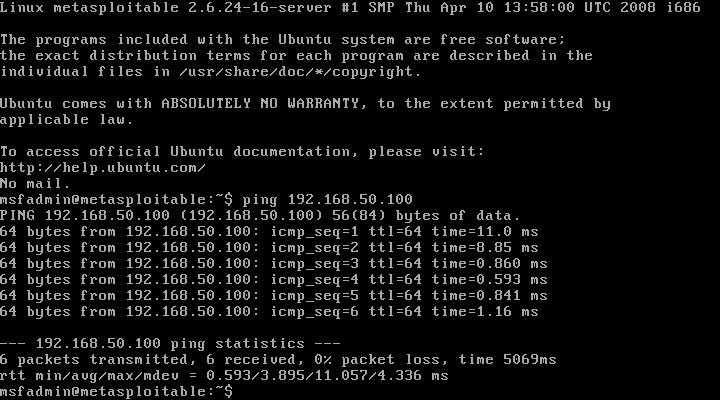 Linux metasploitable 2.6.24-16-server #1 SMP Thu Apr 10 13:58:00 UTC 2008 i686
The programs included with the Ubuntu system are free software;
the exact distribution terms for each program are described in the
individual files in /usr/share/doc/*/copyright.
Ubuntu comes with ABSOLUTELY NO WARRANTY, to the extent permitted by
applicable law.
To access official Ubuntu documentation, please visit:
http://help.ubuntu.com/
No mail.
msfadmin@metasploitable:~$ ping 192.168.50.100
PING 192.168.50.100 (192.168.50.100) 56(84) bytes of data.
64 bytes from 192.168.50.100: icmp_seq=1 ttl=64 time=11.0 ms
64 bytes from 192.168.50.100: icmp_seq=2 ttl=64 time=8.85 ms
64 bytes from 192.168.50.100: icmp_seq=3 ttl=64 time=0.860 ms
64 bytes from 192.168.50.100: icmp_seq=4 ttl=64 time=0.593 ms
64 bytes from 192.168.50.100: icmp_seq=5 ttl=64 time=0.841 ms
64 bytes from 192.168.50.100: icmp_seq=6 ttl=64 time=1.16 ms
--- 192.168.50.100 ping statistics ---
6 packets transmitted, 6 received, 0% packet loss, time 5069ms
rtt min/avg/max/mdev = 0.593/3.895/11.057/4.336 ms
msfadmin@metasploitable:~$